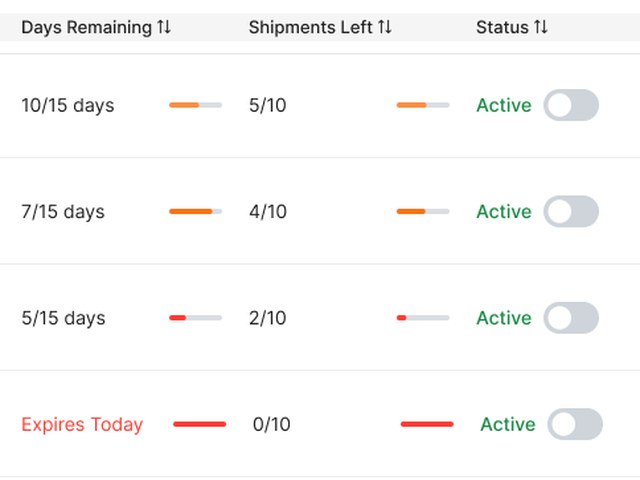 Days Remaining ↑↓ Shipments Left ↑↓ Status ↑↓
10/15 days 5/10 Active
7/15 days 4/10 Active
5/15 days 2/10 Active
Expires Today 0/10 Active